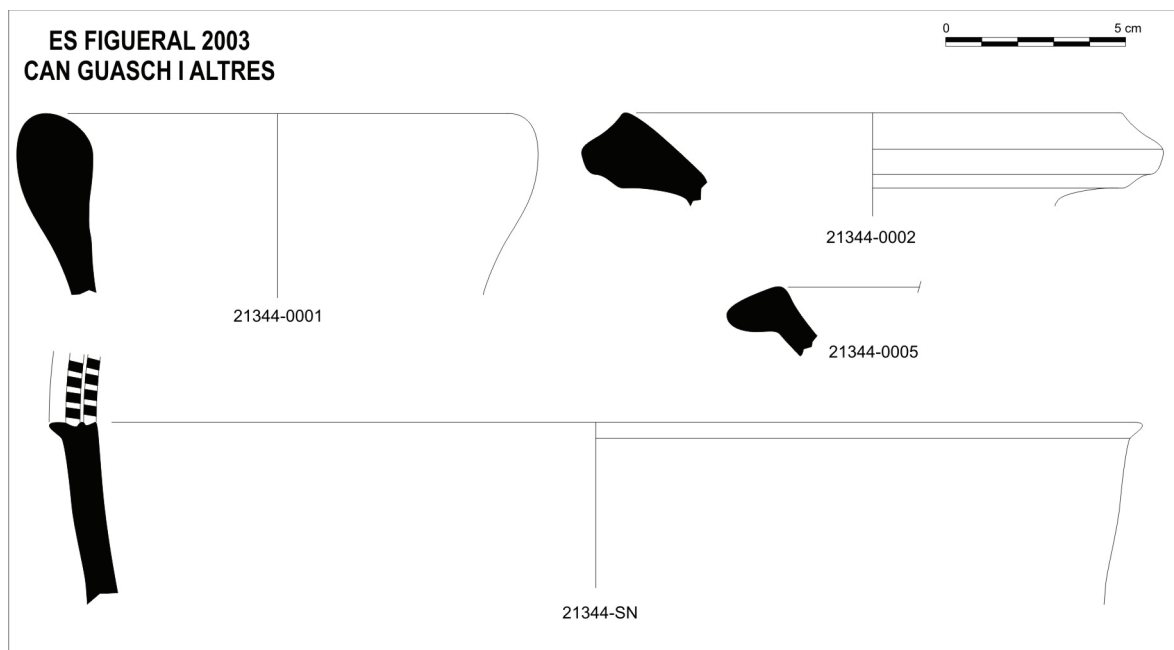 ES FIGUERAL 2003
CAN GUASCH I ALTRES
0 5 cm
21344-0001
21344-0002
21344-0005
21344-SN